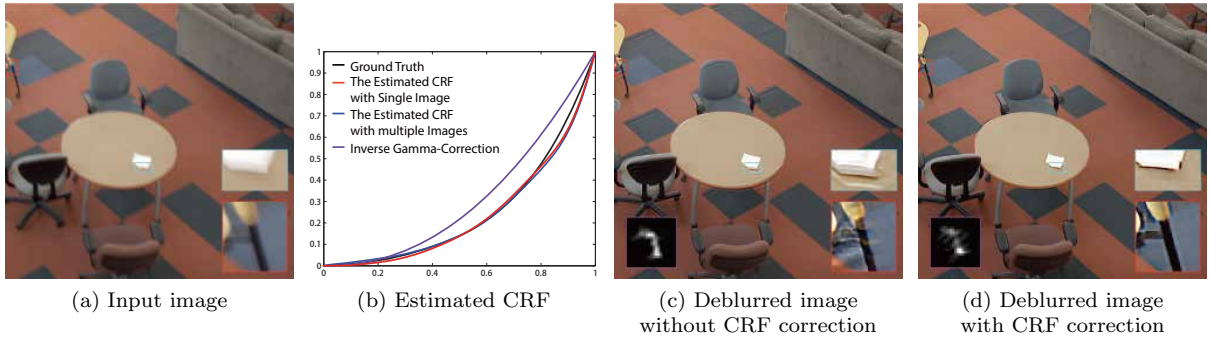 1
0.9
0.8
0.7
0.6
0.5
0.4
0.3
0.2
0.1
0
0 0.2 0.4 0.6 0.8 1
Ground Truth
The Estimated CRF
with Single Image
The Estimated CRF
with multiple Images
Inverse Gamma-Correction
(a) Input image
(b) Estimated CRF
(c) Deblurred image
without CRF correction
(d) Deblurred image
with CRF correction